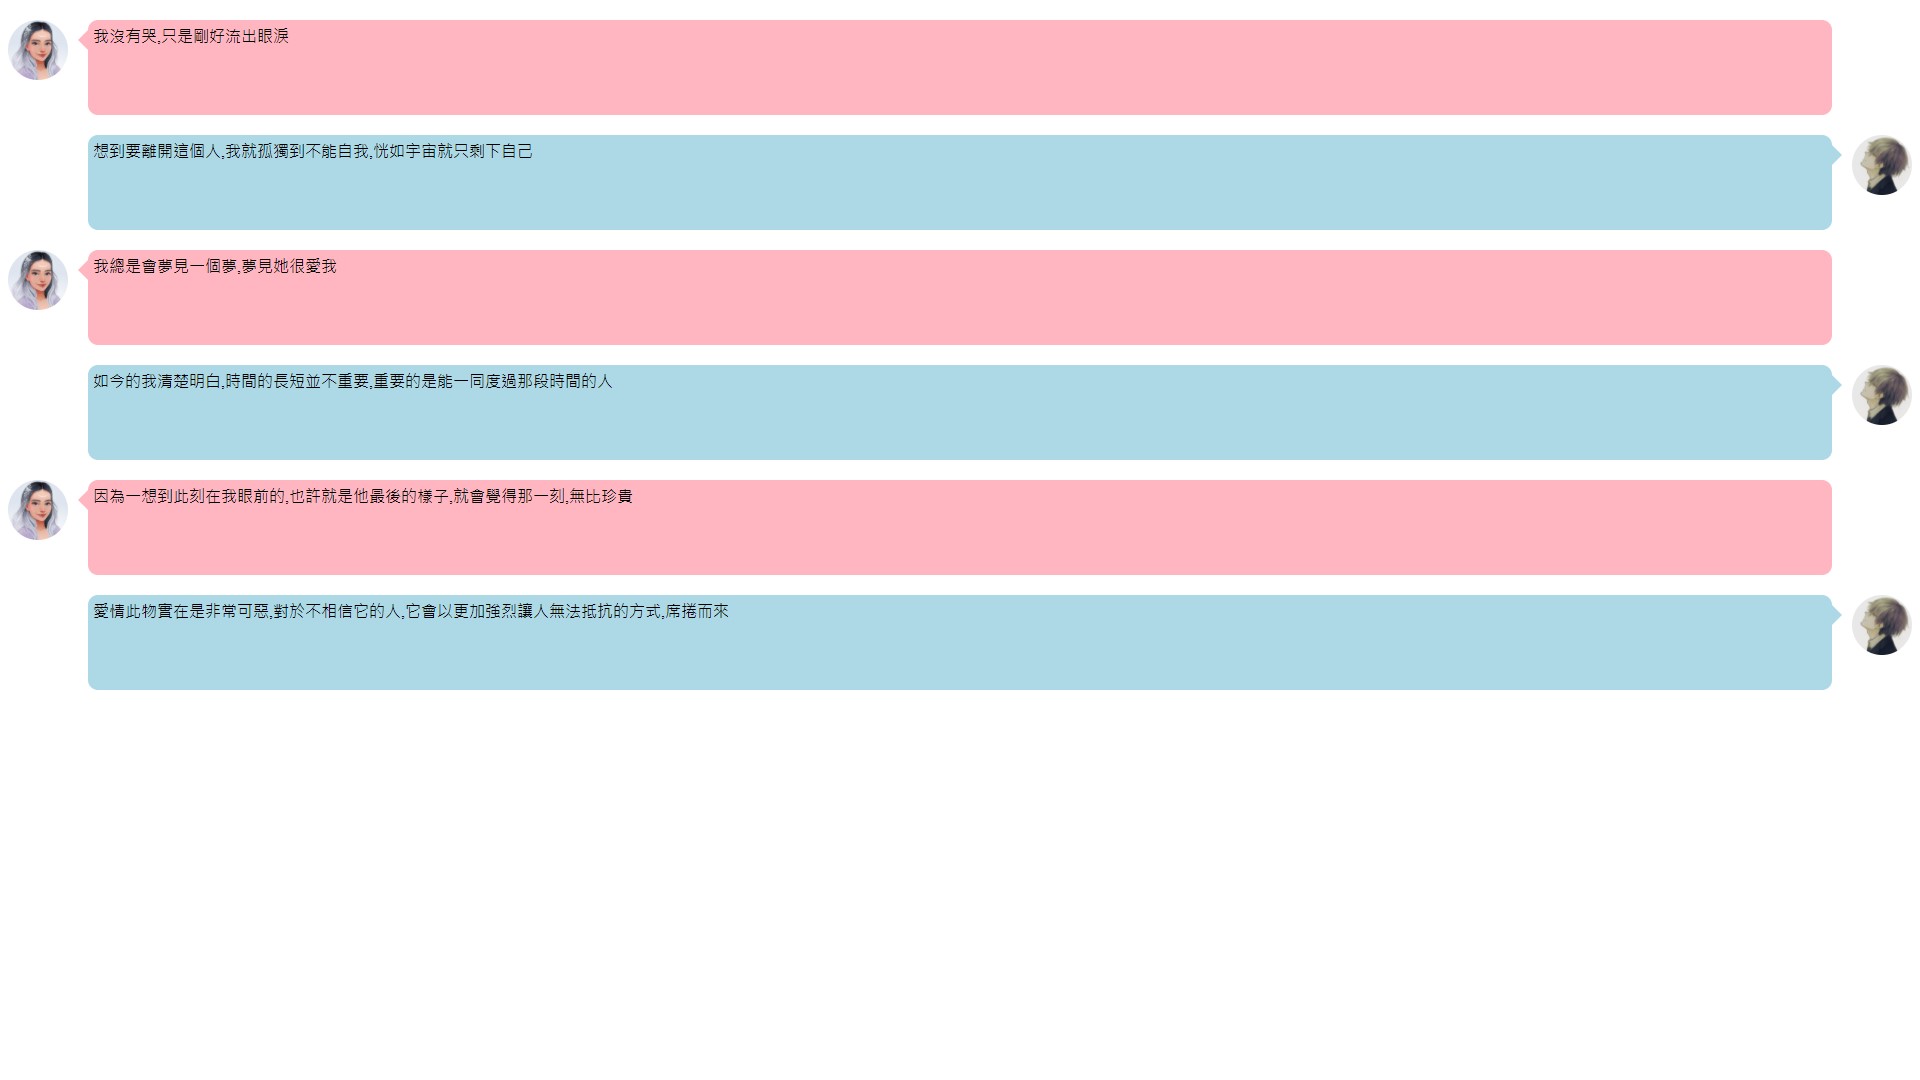 我沒有哭,只是剛好流出眼淚
想到要離開這個人,我就孤獨到不能自我,恍如宇宙就只剩下自己
我總是會夢見一個夢,夢見她很愛我
如今的我清楚明白,時間的長短並不重要,重要的是能一同度過那段時間的人
因為一想到此刻在我眼前的,也許就是他最後的樣子,就會覺得那一刻,無比珍貴
愛情此物實在是非常可惡,對於不相信它的人,它會以更加強烈讓人無法抵抗的方式,席捲而來